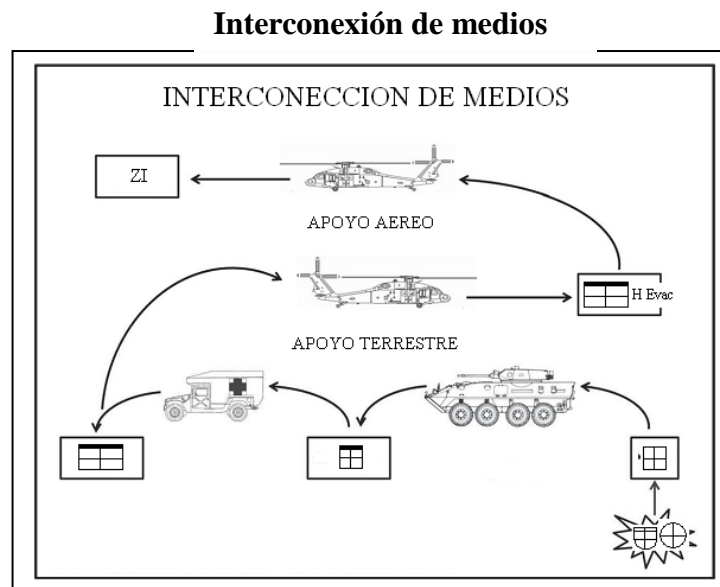 Interconexión de medios
INTERCONECCION DE MEDIOS
ZI
APOYO AEREO
H Evac
APOYO TERRESTRE